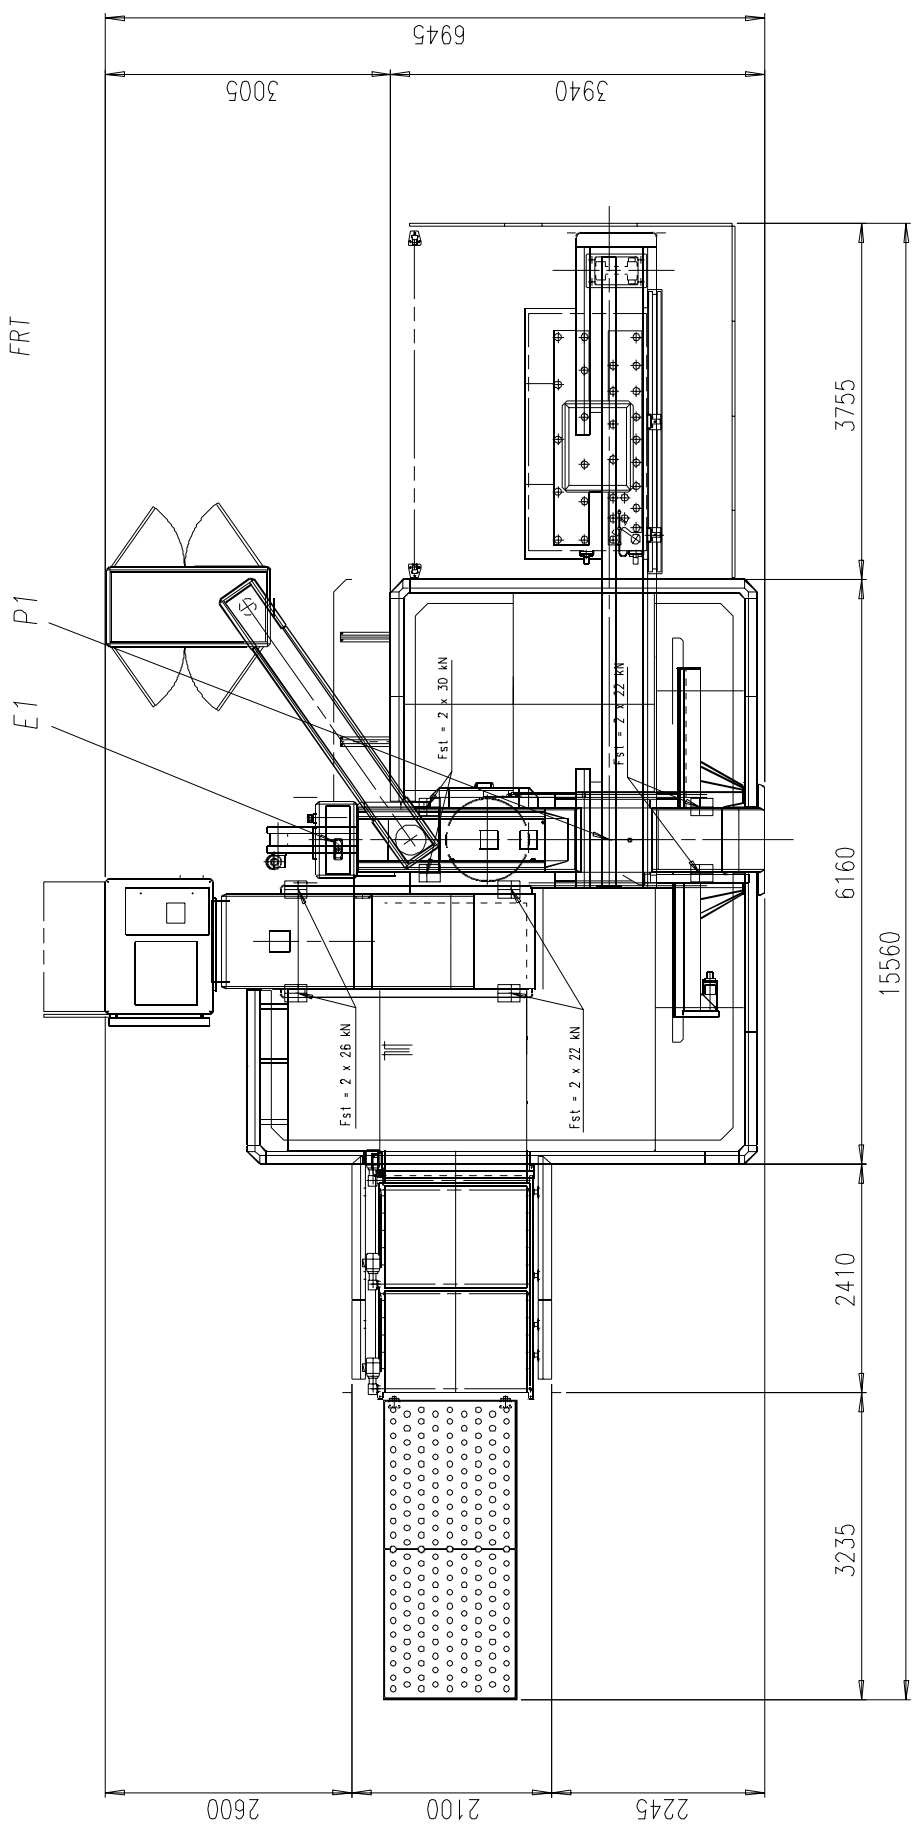 6945
3005
3940
FRT
3755
P1
E1
Fst = 2 x 30 kN
Fst = 2 x 22 kN
6160
15560
Fst = 2 x 26 kN
Fst = 2 x 22 kN
2410
3235
2600
2100
2245